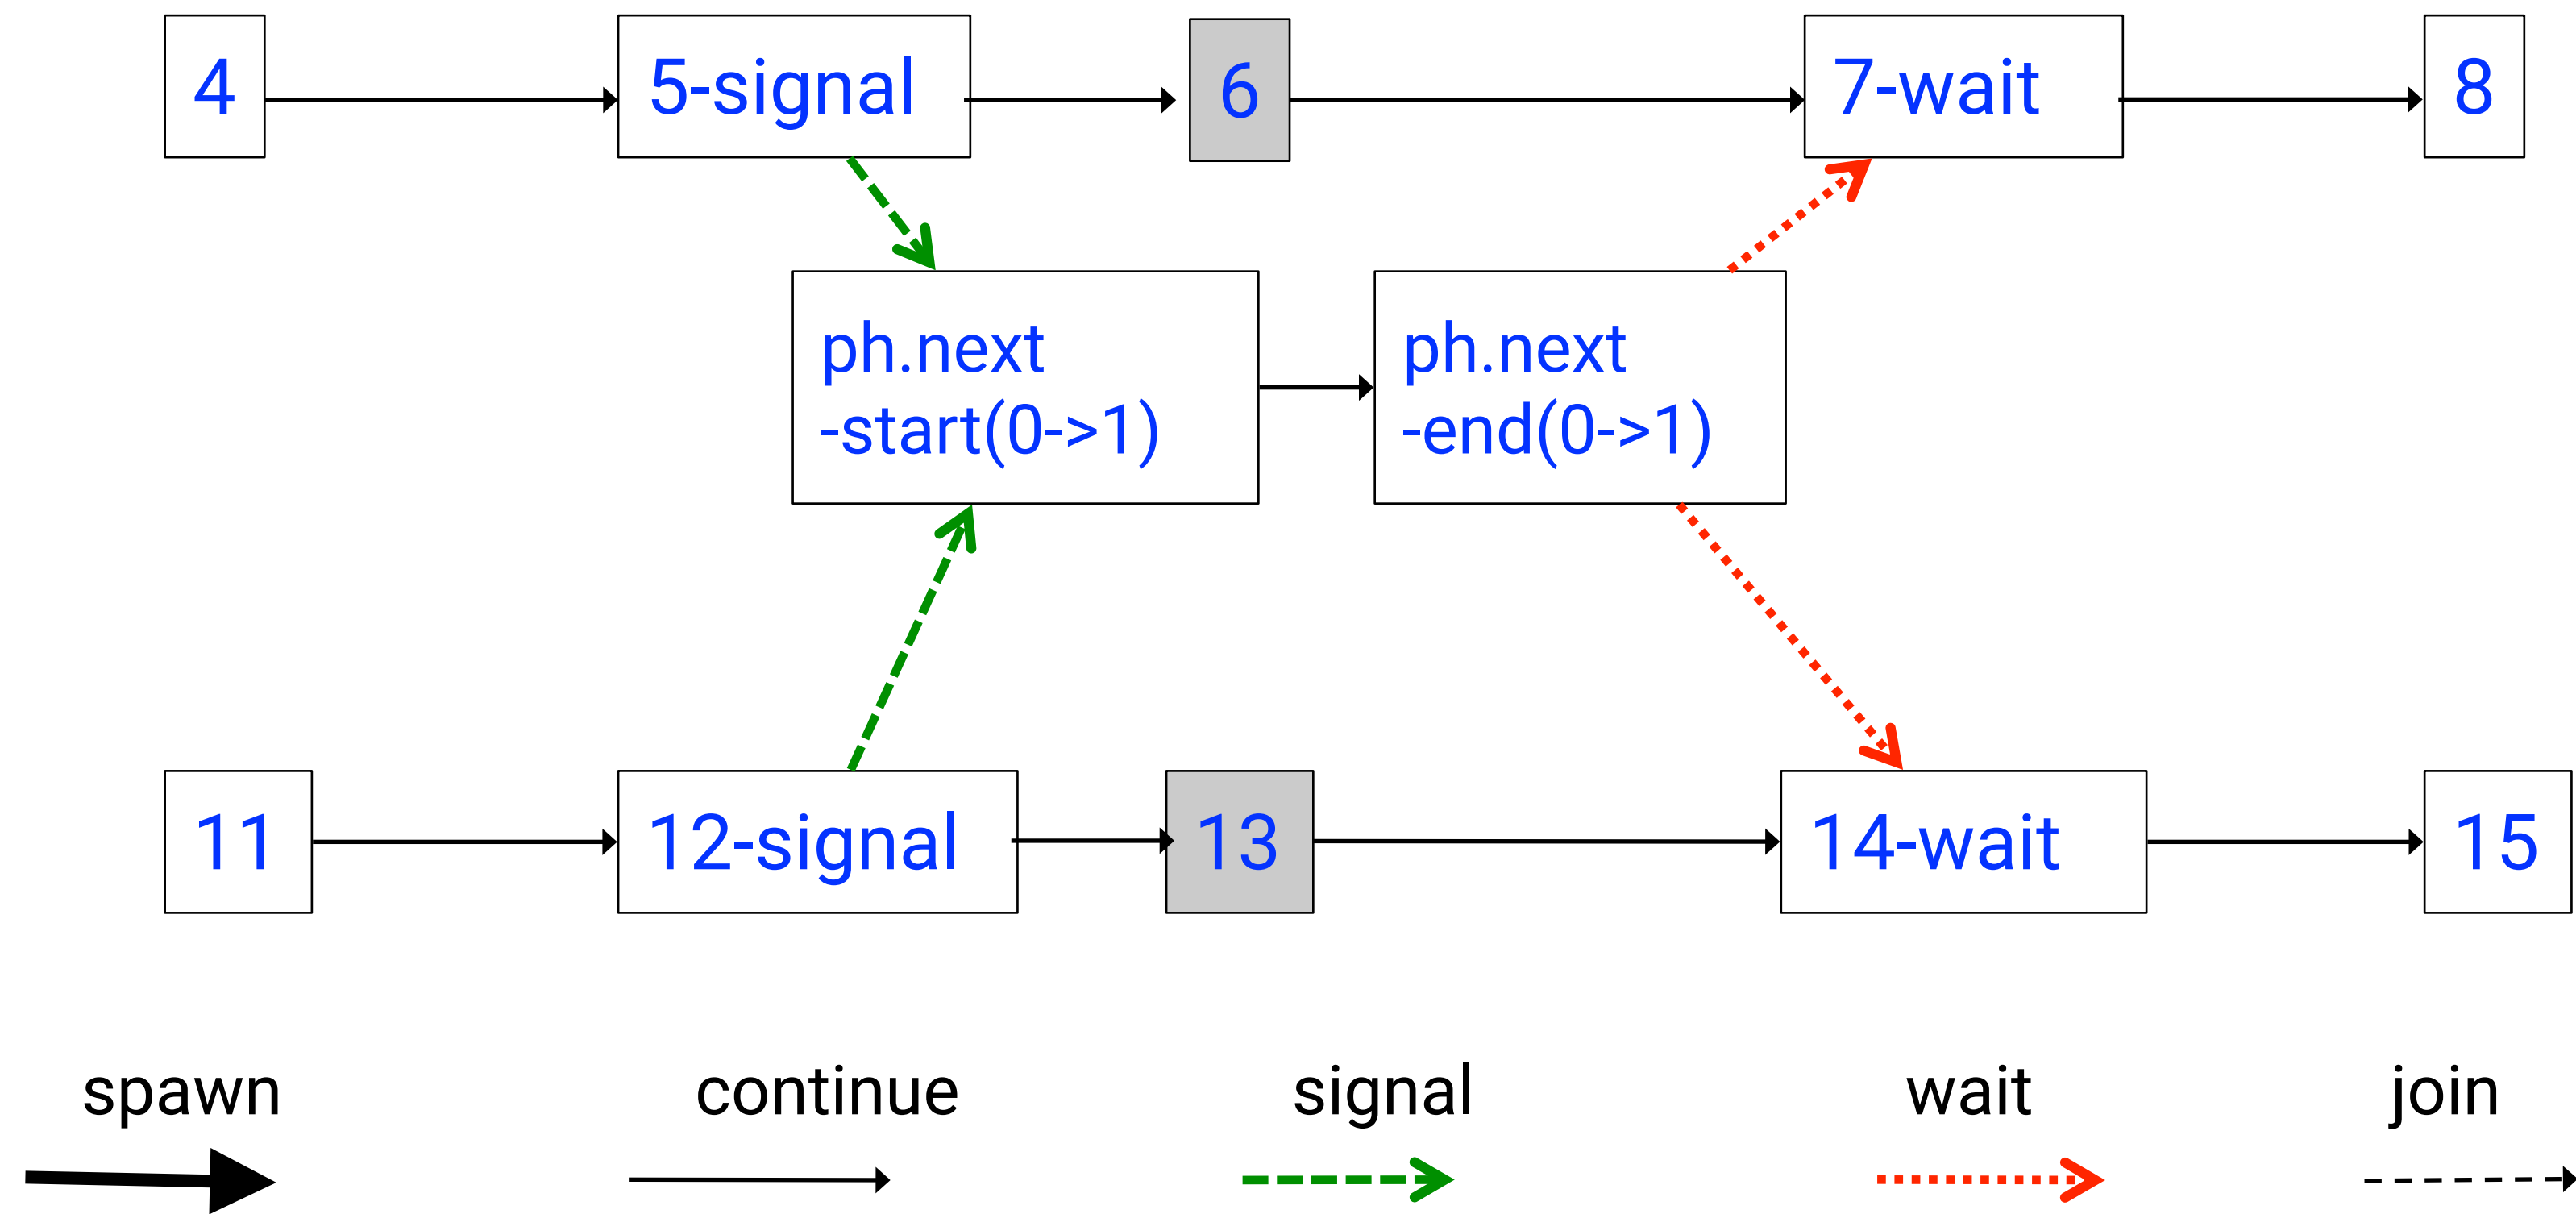 4
5-signal
6
7-wait
8
ph.next
-start(0->1)
ph.next
-end(0->1)
11
12-signal
13
14-wait
15
spawn
continue
signal
wait
join